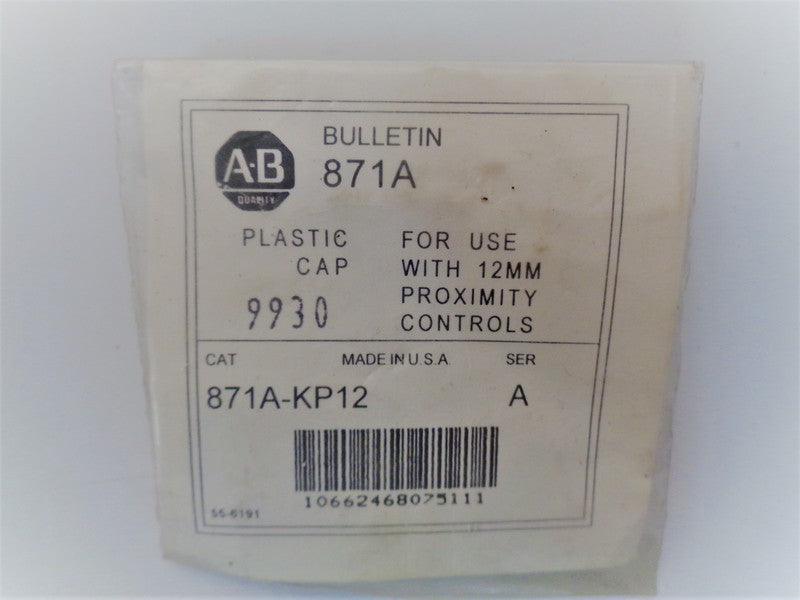 A-B
QUALITY
BULLETIN
871A
PLASTIC
CAP
9930
FOR USE
WITH 12MM
PROXIMITY
CONTROLS
CAT
MADE IN U.S.A.
SER
871A-KP12
A
10662468075111
55-6191